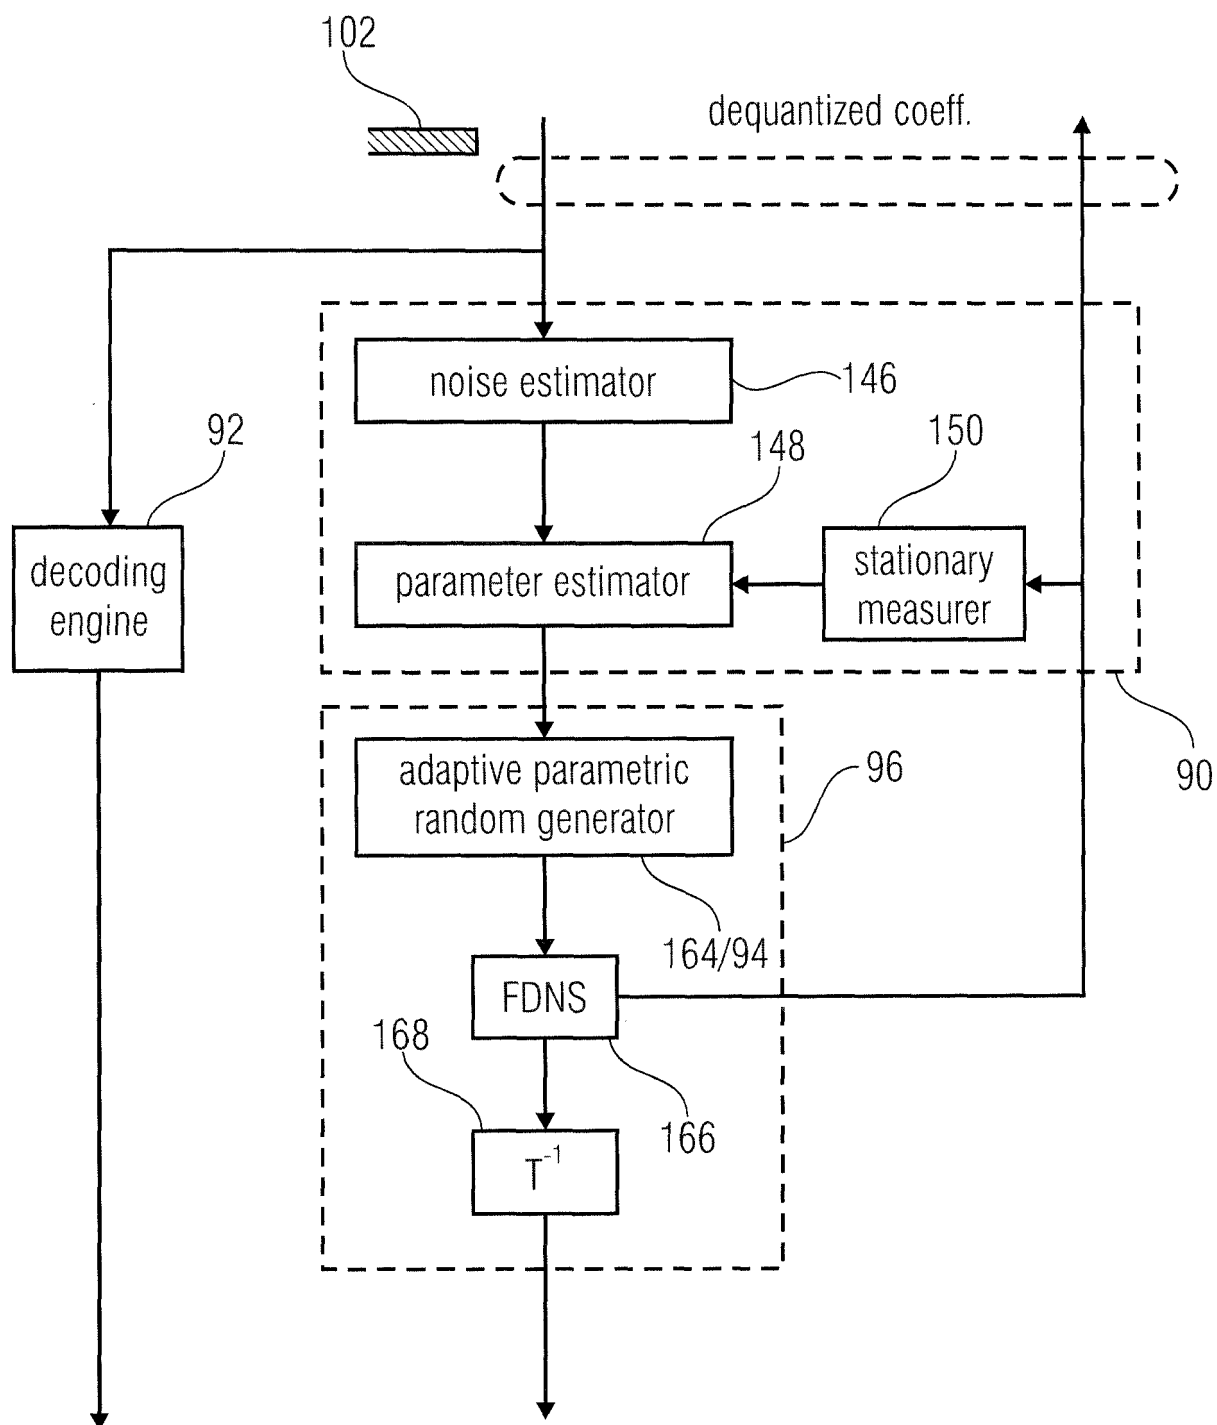 102
dequantized coeff.
noise estimator
146
92
148
150
decoding
engine
parameter estimator
stationary
measurer
90
adaptive parametric
random generator
96
164/94
FDNS
168
166
T⁻¹